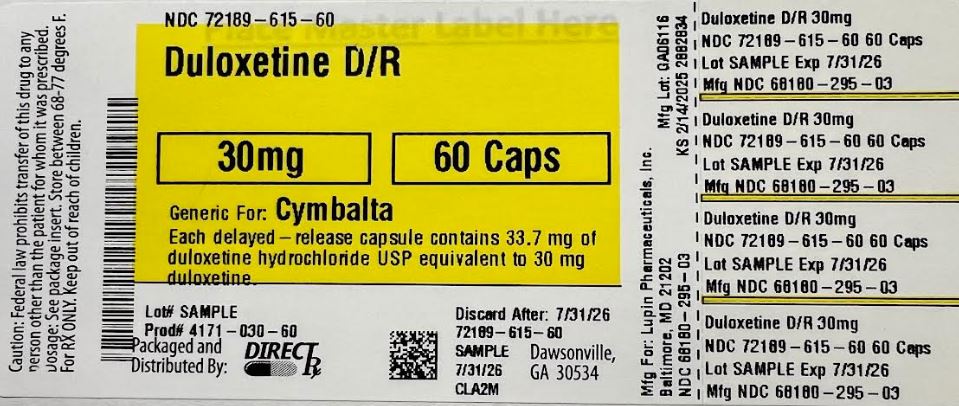 NDC 72189-615-60
Place Master Label Here
Duloxetine D/R
30mg
60 Caps
Generic For: Cymbalta
Each delayed-release capsule contains 33.7 mg of
duloxetine hydrochloride USP equivalent to 30 mg
duloxetine.
Lot# SAMPLE
Prod# 4171-030-60
Packaged and
Distributed By:
DIRECT Rx
Discard After: 7/31/26
72189-615-60
SAMPLE
7/31/26
CLA2M
Dawsonville,
GA 30534
Caution: Federal law prohibits transfer of this drug to any
person other than the patient for whom it was prescribed.
Dosage: See package insert. Store between 68-77 degrees F.
For RX ONLY. Keep out of reach of children.
Mfg For: Lupin Pharmaceuticals, Inc.
Baltimore, MD 21202
NDC 68180-295-03
Mfg Lot: GA06116
KS 2/14/2025 2882834
Duloxetine D/R 30mg
NDC 72189-615-60 60 Caps
Lot SAMPLE Exp 7/31/26
Mfg NDC 68180-295-03
Duloxetine D/R 30mg
NDC 72189-615-60 60 Caps
Lot SAMPLE Exp 7/31/26
Mfg NDC 68180-295-03
Duloxetine D/R 30mg
NDC 72189-615-60 60 Caps
Lot SAMPLE Exp 7/31/26
Mfg NDC 68180-295-03
Duloxetine D/R 30mg
NDC 72189-615-60 60 Caps
Lot SAMPLE Exp 7/31/26
Mfg NDC 68180-295-03